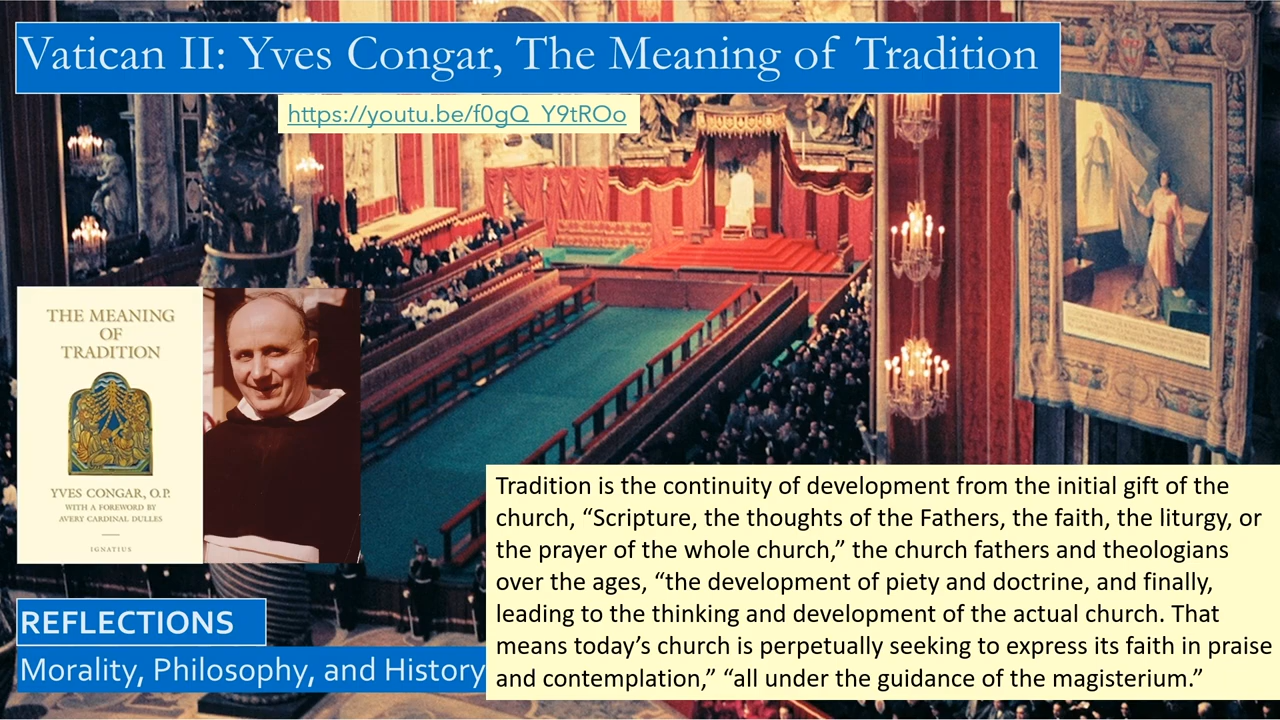 Vatican II: Yves Congar, The Meaning of Tradition
https://youtu.be/f0gQ_Y9tROo
THE MEANING
OF
TRADITION
YVES CONGAR, O.P.
WITH A FOREWORD BY
AVERY CARDINAL DULLES
IGNATIUS
REFLECTIONS
Morality, Philosophy, and History
Tradition is the continuity of development from the initial gift of the
church, “Scripture, the thoughts of the Fathers, the faith, the liturgy, or
the prayer of the whole church,” the church fathers and theologians
over the ages, “the development of piety and doctrine, and finally,
leading to the thinking and development of the actual church. That
means today’s church is perpetually seeking to express its faith in praise
and contemplation,” “all under the guidance of the magisterium.”